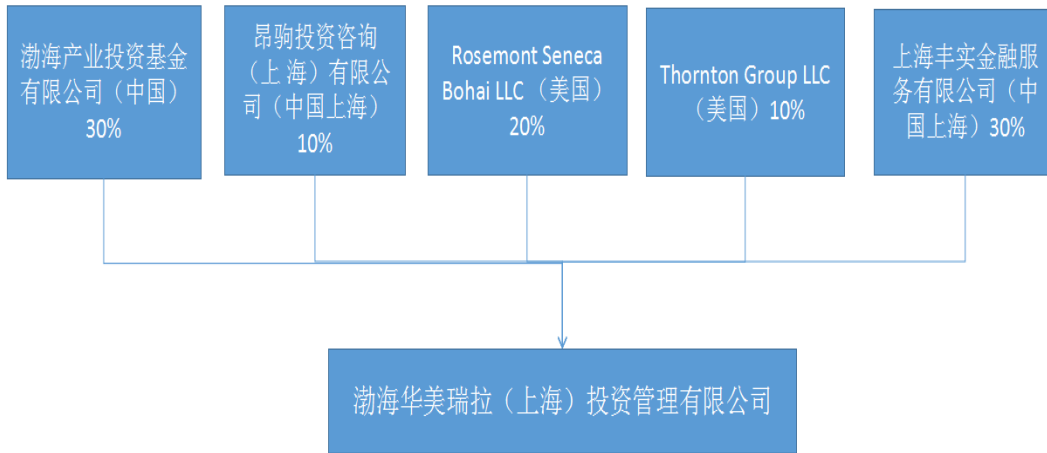 渤海产业投资基金
有限公司（中国）
30%
昂驹投资咨询
（上 海）有限公
司（中国上海）
10%
Rosemont Seneca
Bohai LLC （美国）
20%
Thornton Group LLC
（美国）10%
上海丰实金融服
务有限公司（中
国上海）30%
渤海华美瑞拉（上海）投资管理有限公司